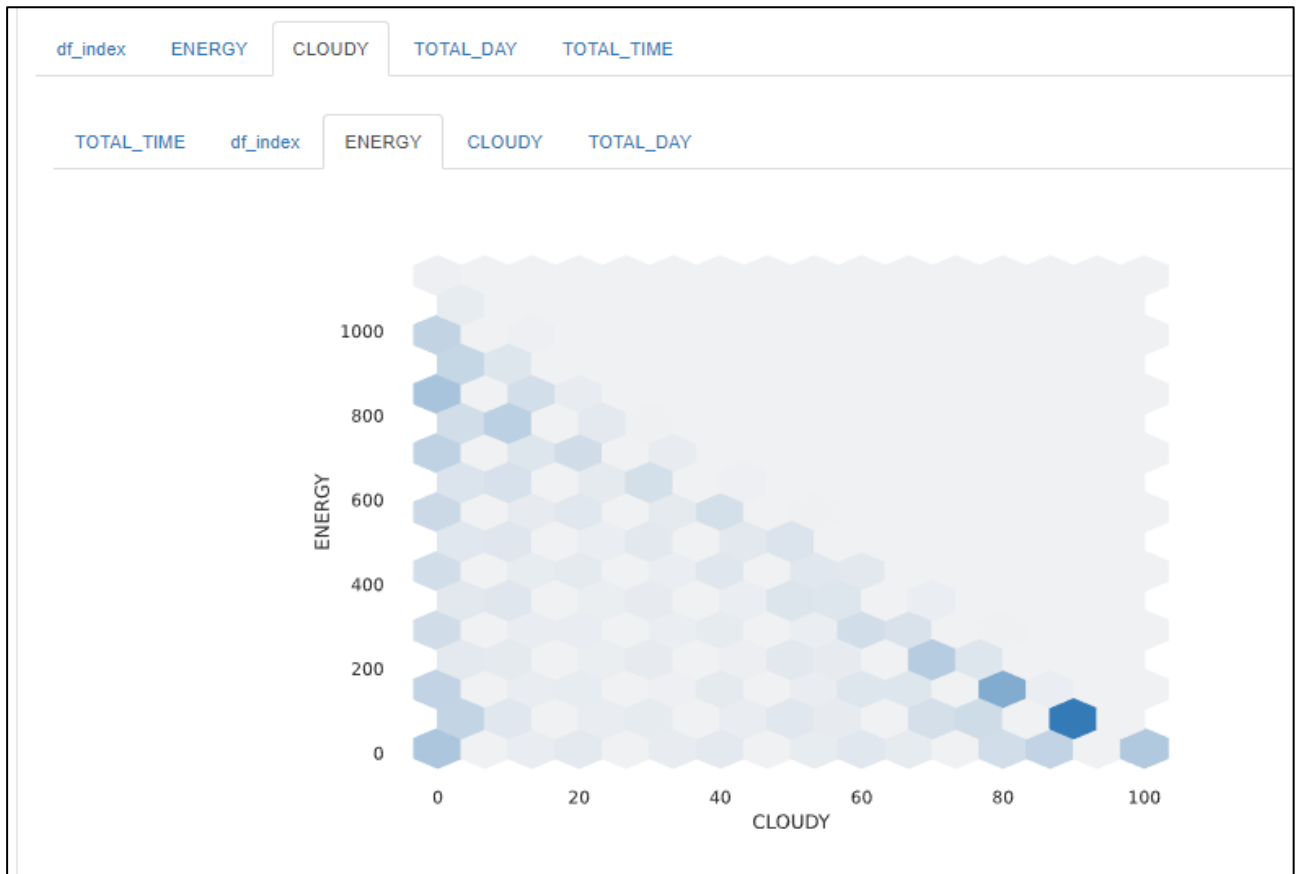 df_index ENERGY CLOUDY TOTAL_DAY TOTAL_TIME
TOTAL_TIME df_index ENERGY CLOUDY TOTAL_DAY
1000
800
600
400
200
0
ENERGY
0 20 40 60 80 100
CLOUDY